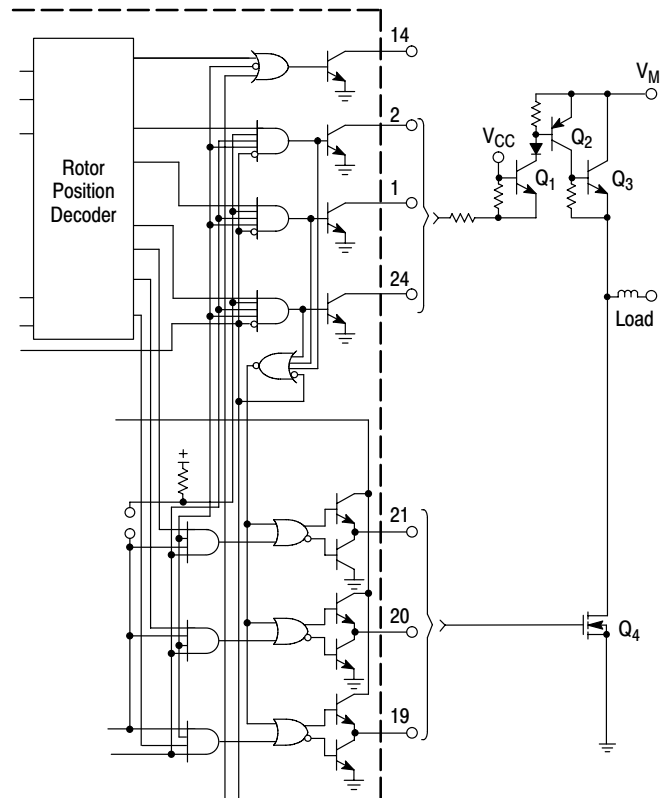 14
V_M
2
V_CC
Q_2
Q_1
Q_3
Rotor
Position
Decoder
1
24
Load
+
21
20
Q_4
19